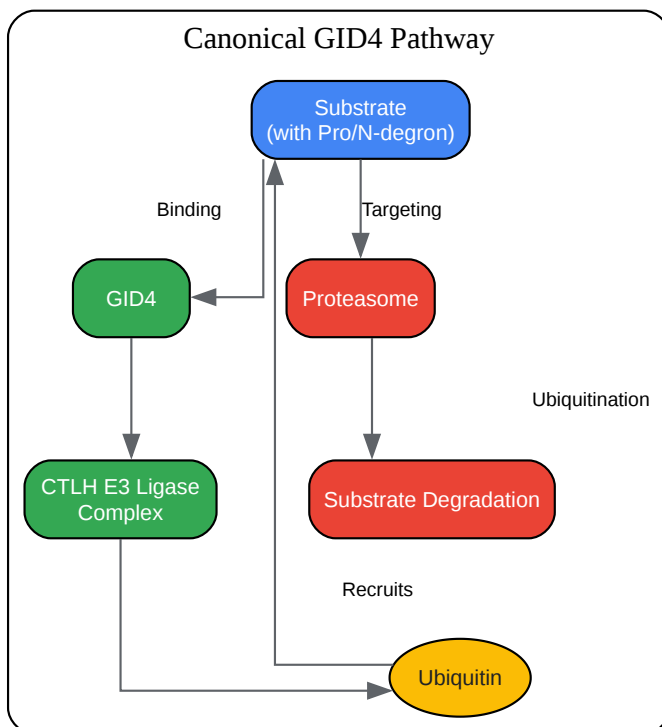 Canonical GID4 Pathway
Substrate
(with Pro/N-degron)
Binding
Targeting
GID4
Proteasome
Ubiquitination
CTLH E3 Ligase
Complex
Substrate Degradation
Recruits
Ubiquitin